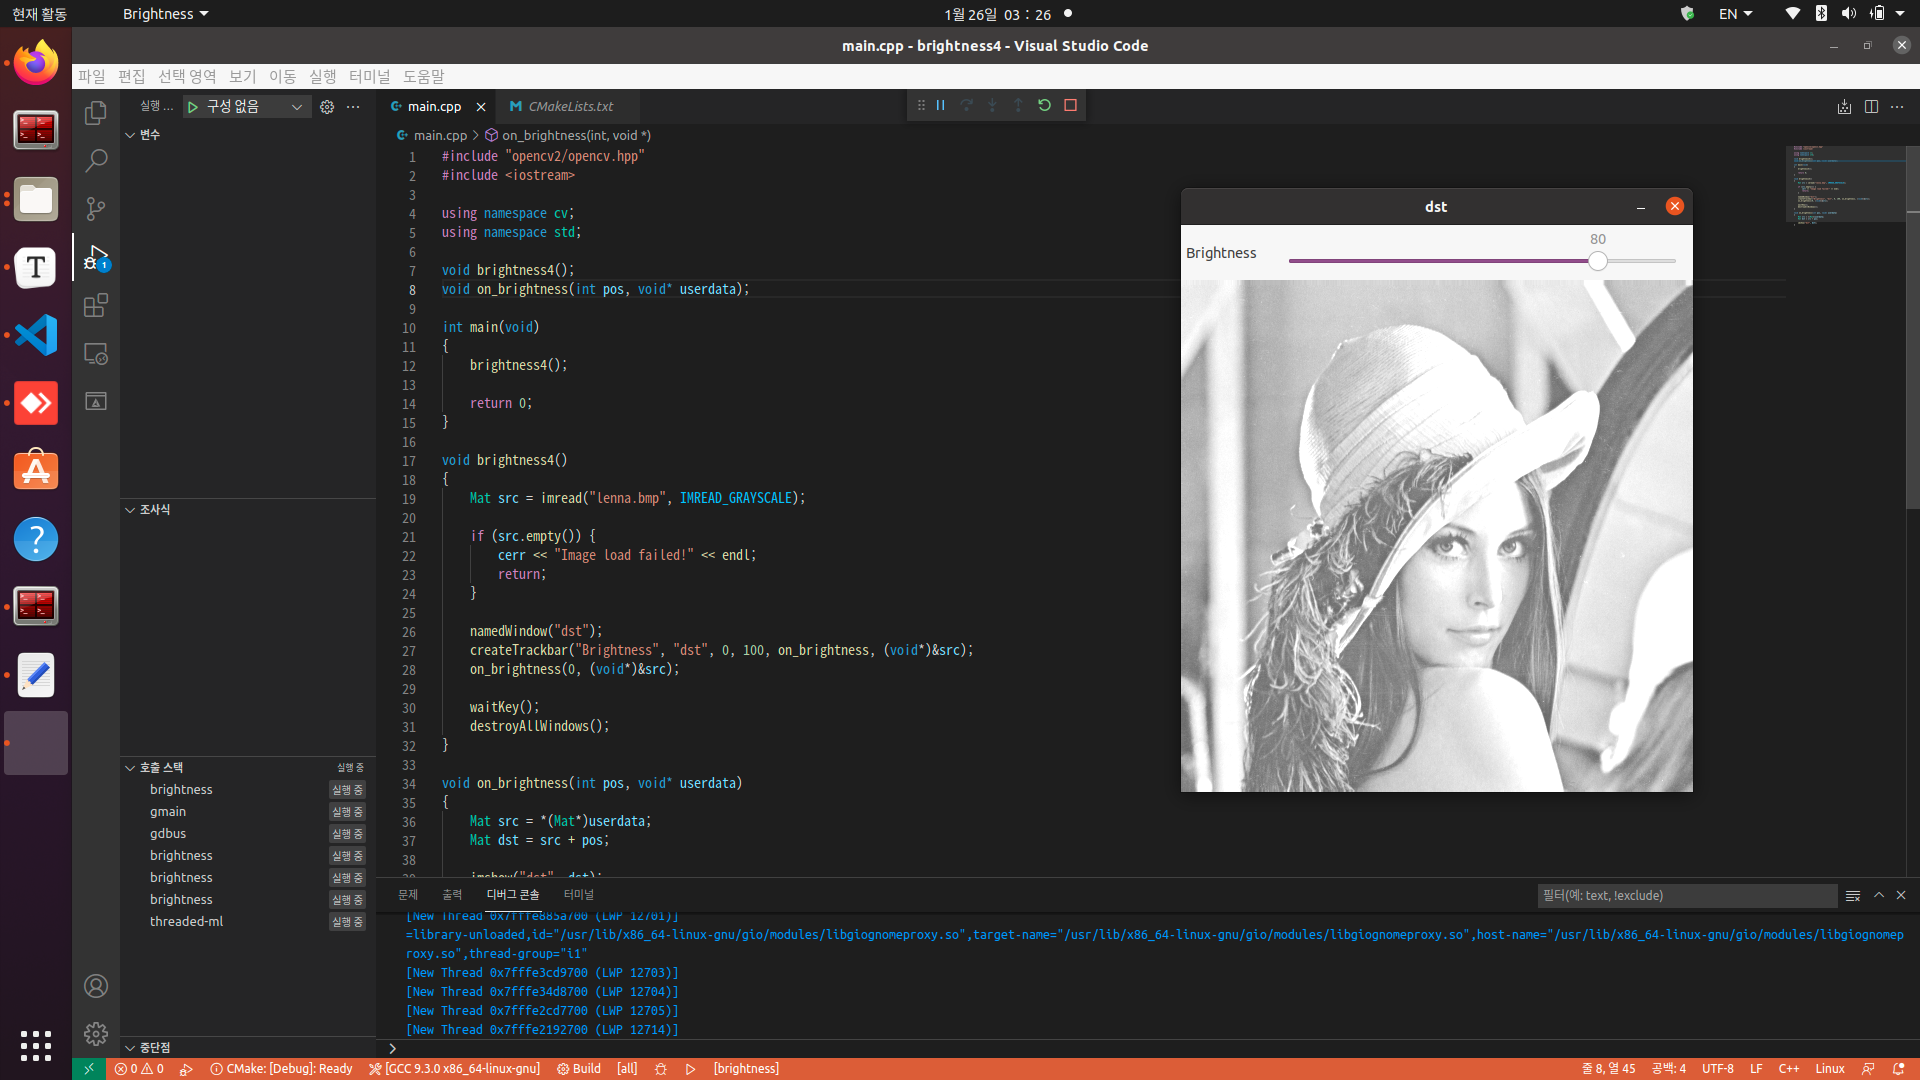 현재 활동
Brightness
1월 26일 03 : 26
EN
main.cpp - brightness4 - Visual Studio Code
파일 편집 선택 영역 보기 이동 실행 터미널 도움말
실행 ... 구성 없음
main.cpp
CMakeLists.txt
변수
main.cpp > on_brightness(int, void *)
1 #include "opencv2/opencv.hpp"
2 #include <iostream>
3
4 using namespace cv;
5 using namespace std;
6
7 void brightness4();
8 void on_brightness(int pos, void* userdata);
9
10 int main(void)
11 {
12 brightness4();
13
14 return 0;
15 }
16
17 void brightness4()
18 {
19 Mat src = imread("lenna.bmp", IMREAD_GRAYSCALE);
20
21 if (src.empty()) {
22 cerr << "Image load failed!" << endl;
23 return;
24 }
25
26 namedWindow("dst");
27 createTrackbar("Brightness", "dst", 0, 100, on_brightness, (void*)&src);
28 on_brightness(0, (void*)&src);
29
30 waitKey();
31 destroyAllWindows();
32 }
33
34 void on_brightness(int pos, void* userdata)
35 {
36 Mat src = *(Mat*)userdata;
37 Mat dst = src + pos;
38
39 imshow("dst", dst);
dst
Brightness
80
조사식
호출 스택 실행 중
brightness 실행 중
gmain 실행 중
gdbus 실행 중
brightness 실행 중
brightness 실행 중
brightness 실행 중
threaded-ml 실행 중
중단점
문제 출력 디버그 콘솔 터미널
필터(예: text, !exclude)
[New Thread 0x7fffe885a700 (LWP 12701)]
=library-unloaded,id="/usr/lib/x86_64-linux-gnu/gio/modules/libgiognomeproxy.so",target-name="/usr/lib/x86_64-linux-gnu/gio/modules/libgiognomeproxy.so",host-name="/usr/lib/x86_64-linux-gnu/gio/modules/libgiognomep
roxy.so",thread-group="i1"
[New Thread 0x7fffe3cd9700 (LWP 12703)]
[New Thread 0x7fffe34d8700 (LWP 12704)]
[New Thread 0x7fffe2cd7700 (LWP 12705)]
[New Thread 0x7fffe2192700 (LWP 12714)]
0 0 CMake: [Debug]: Ready [GCC 9.3.0 x86_64-linux-gnu] Build [all] [brightness] 줄 8, 열 45 공백: 4 UTF-8 LF C++ Linux